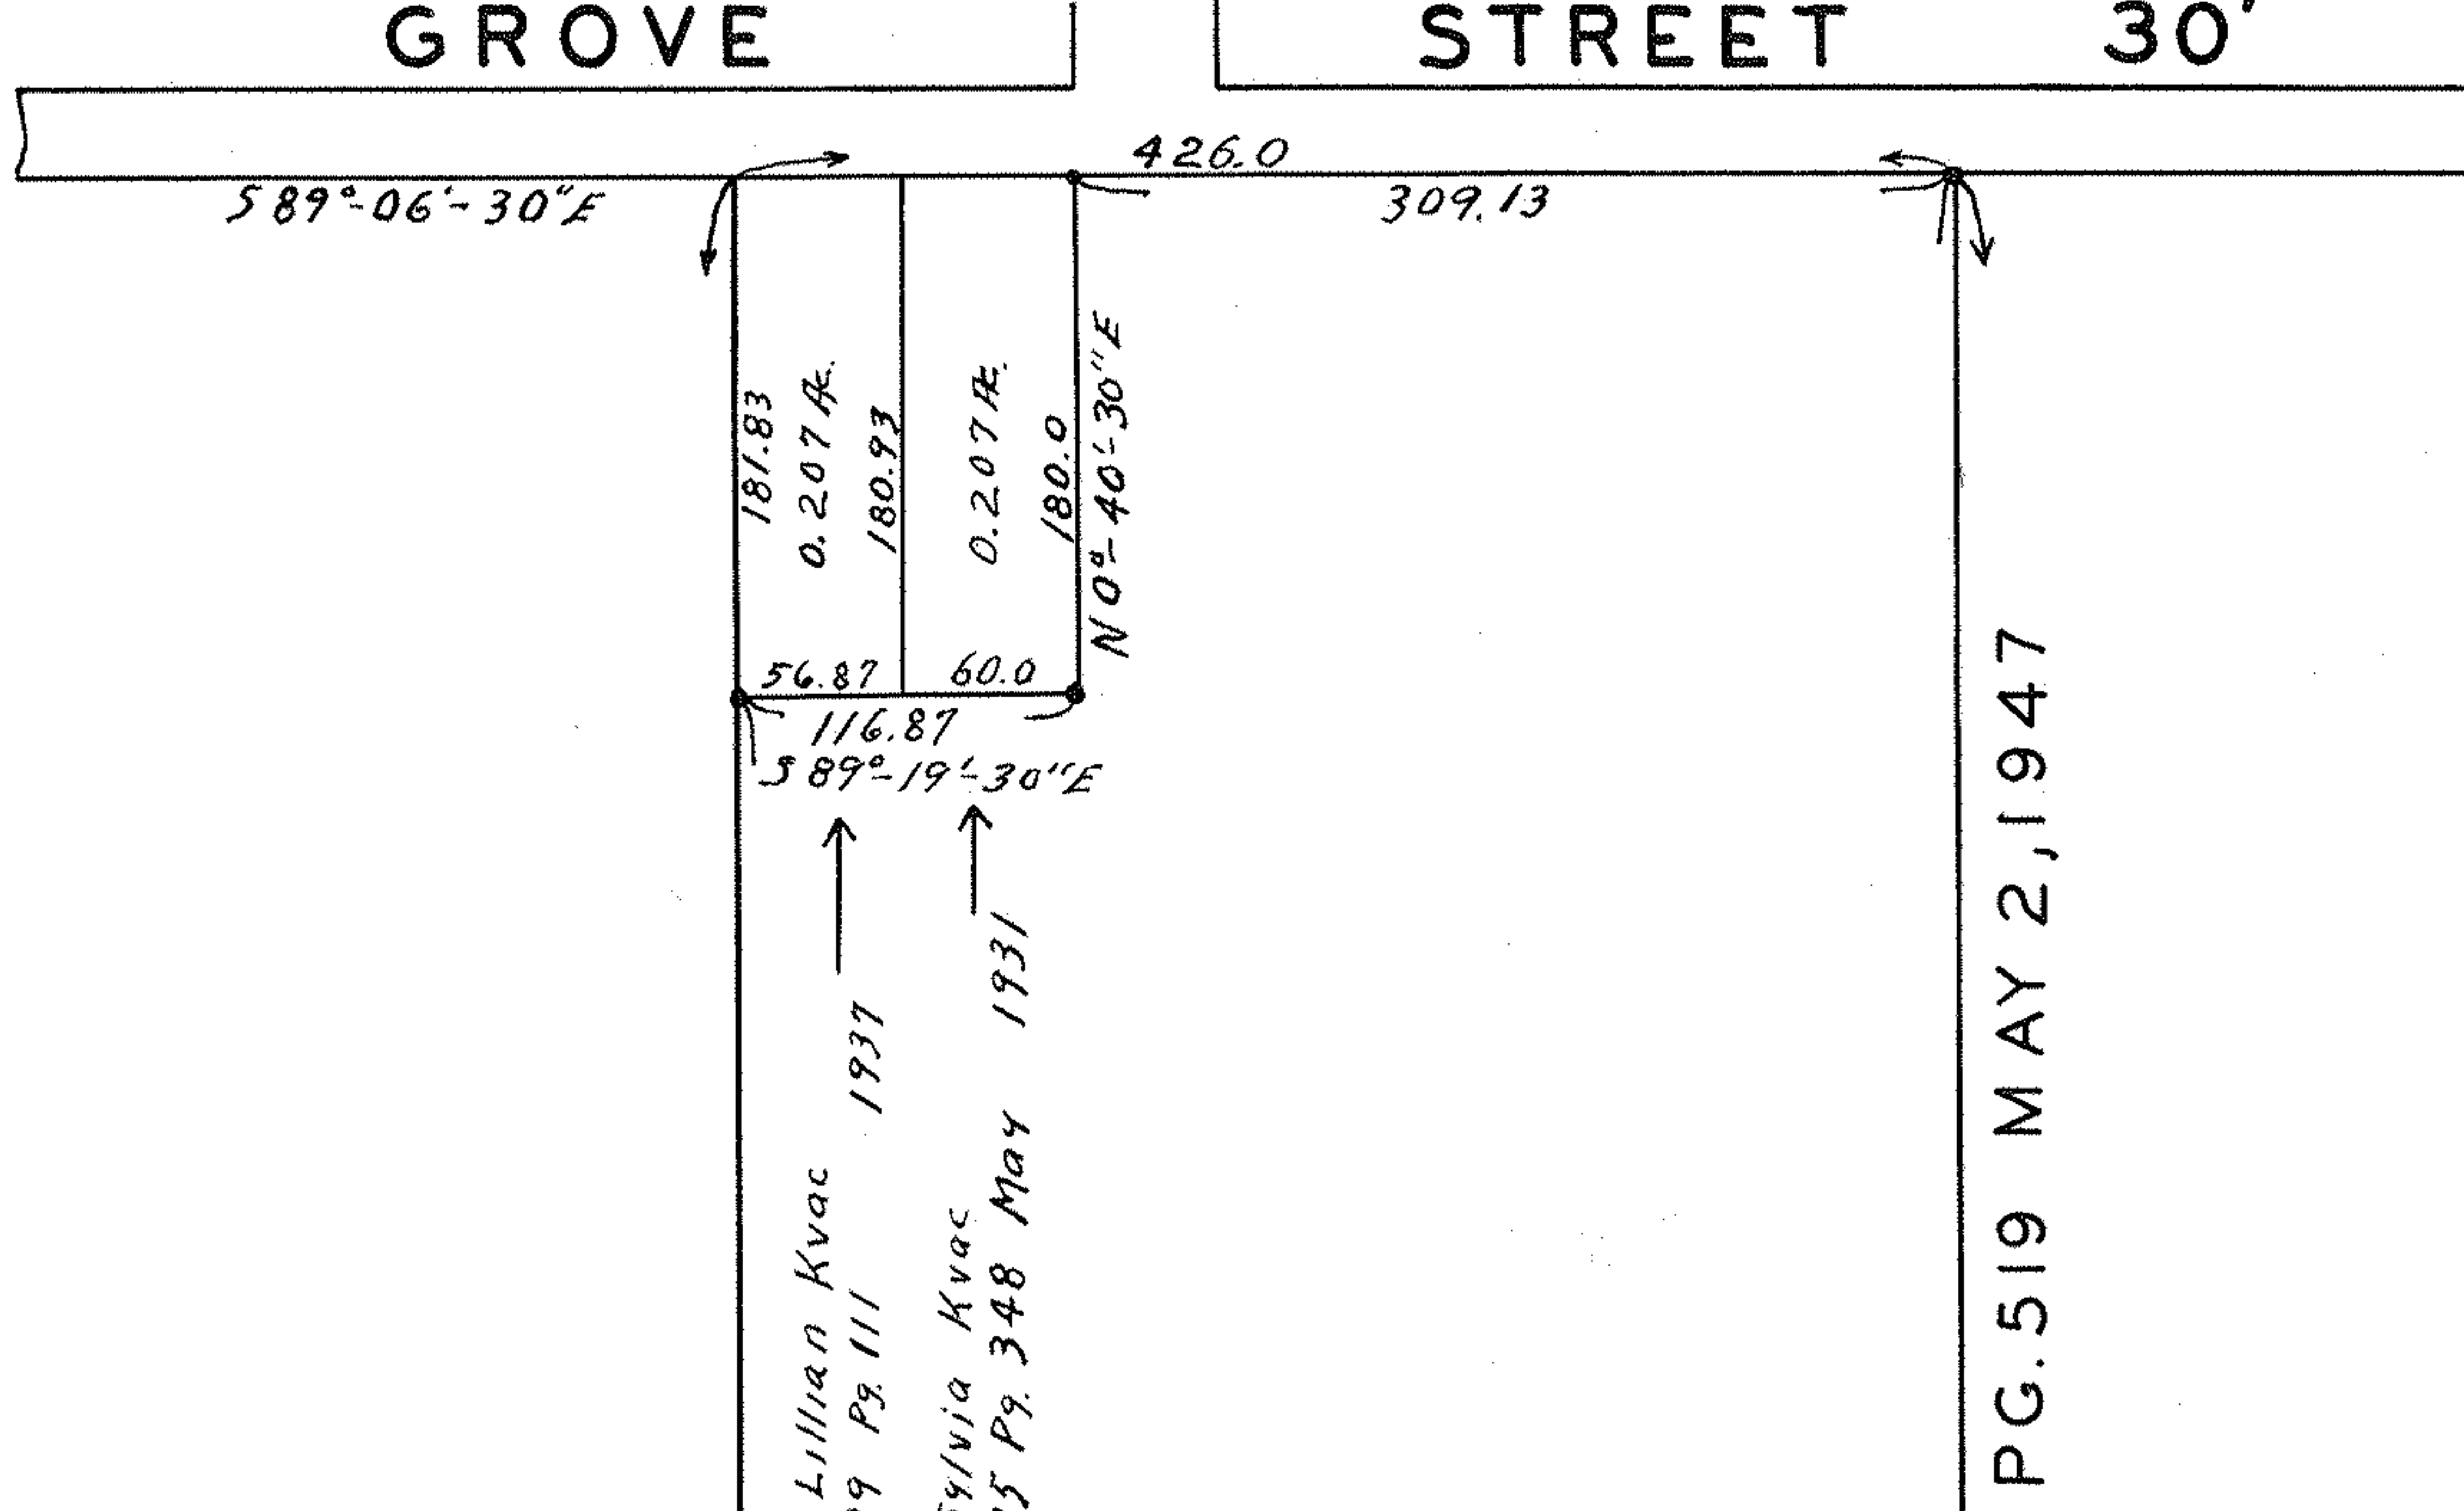 GROVE STREET 30'
426.0
S 89°-06'-30"E
309.13
181.83
0.207 Ac.
180.93
0.207 Ac.
180.0
N 0°-40'-30"E
56.87
60.0
116.87
S 89°-19'-30"E
Lillian Kvac
Pg. 111 1937
Sylvia Kvac
Pg. 348 May 1931
PG. 519 MAY 2, 1947